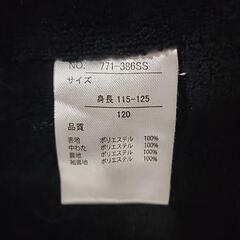 NO. 771-386SS
サイズ
身長 115-125
120
品質
表地 ポリエステル 100%
中わた ポリエステル 100%
裏地 ポリエステル 100%
袖裏地 ポリエステル 100%